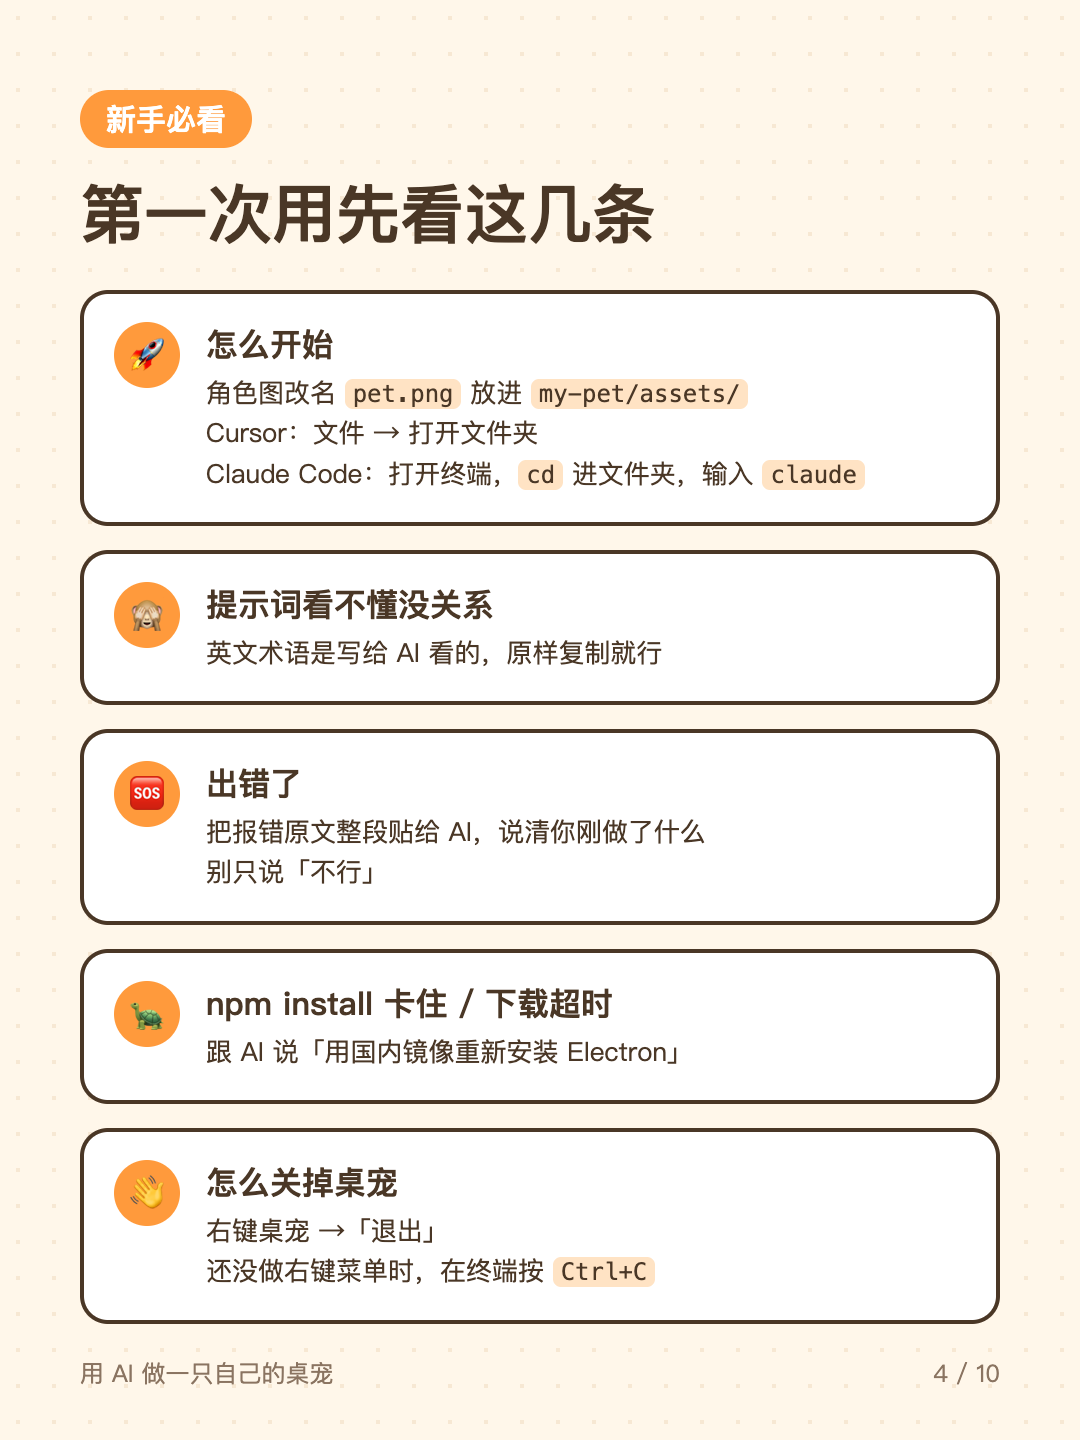 新手必看
第一次用先看这几条
怎么开始
角色图改名 pet.png 放进 my-pet/assets/
Cursor：文件 → 打开文件夹
Claude Code：打开终端，cd 进文件夹，输入 claude
提示词看不懂没关系
英文术语是写给 AI 看的，原样复制就行
SOS
出错了
把报错原文整段贴给 AI，说清你刚做了什么
别只说「不行」
npm install 卡住 / 下载超时
跟 AI 说「用国内镜像重新安装 Electron」
怎么关掉桌宠
右键桌宠 →「退出」
还没做右键菜单时，在终端按 Ctrl+C
用 AI 做一只自己的桌宠
4 / 10